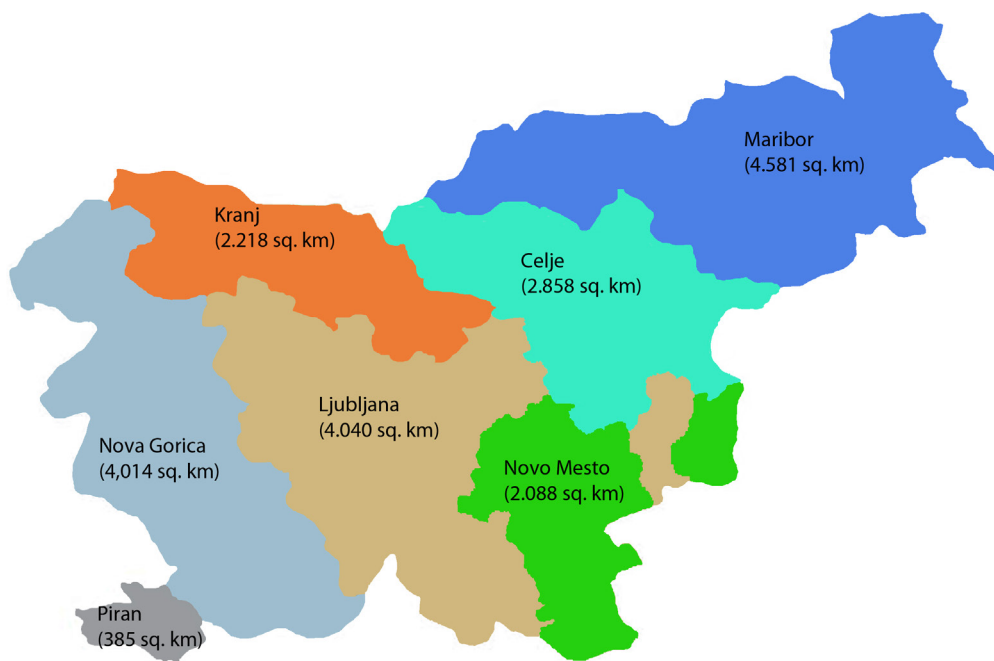 Maribor
(4.581 sq. km)
Kranj
(2.218 sq. km)
Celje
(2.858 sq. km)
Ljubljana
(4.040 sq. km)
Nova Gorica
(4,014 sq. km)
Novo Mesto
(2.088 sq. km)
Piran
(385 sq. km)